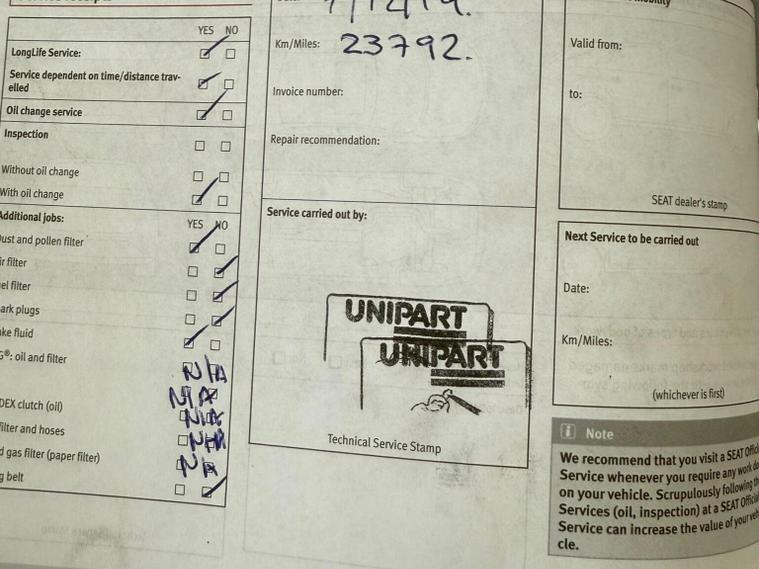 YES NO
LongLife Service:
Service dependent on time/distance trav-
elled
Oil change service
Inspection
Without oil change
With oil change
Additional jobs:
YES NO
ust and pollen filter
ir filter
el filter
ark plugs
ake fluid
G®: oil and filter
N/A
DEX clutch (oil)
N/A
filter and hoses
N/A
d gas filter (paper filter)
g belt
Km/Miles: 23792.
Invoice number:
Repair recommendation:
Service carried out by:
UNIPART
UNIPART
Technical Service Stamp
Valid from:
to:
SEAT dealer's stamp
Next Service to be carried out
Date:
Km/Miles:
(whichever is first)
i Note
We recommend that you visit a SEAT Offici
Service whenever you require any work do
on your vehicle. Scrupulously following th
Services (oil, inspection) at a SEAT Official
Service can increase the value of your vehi
cle.